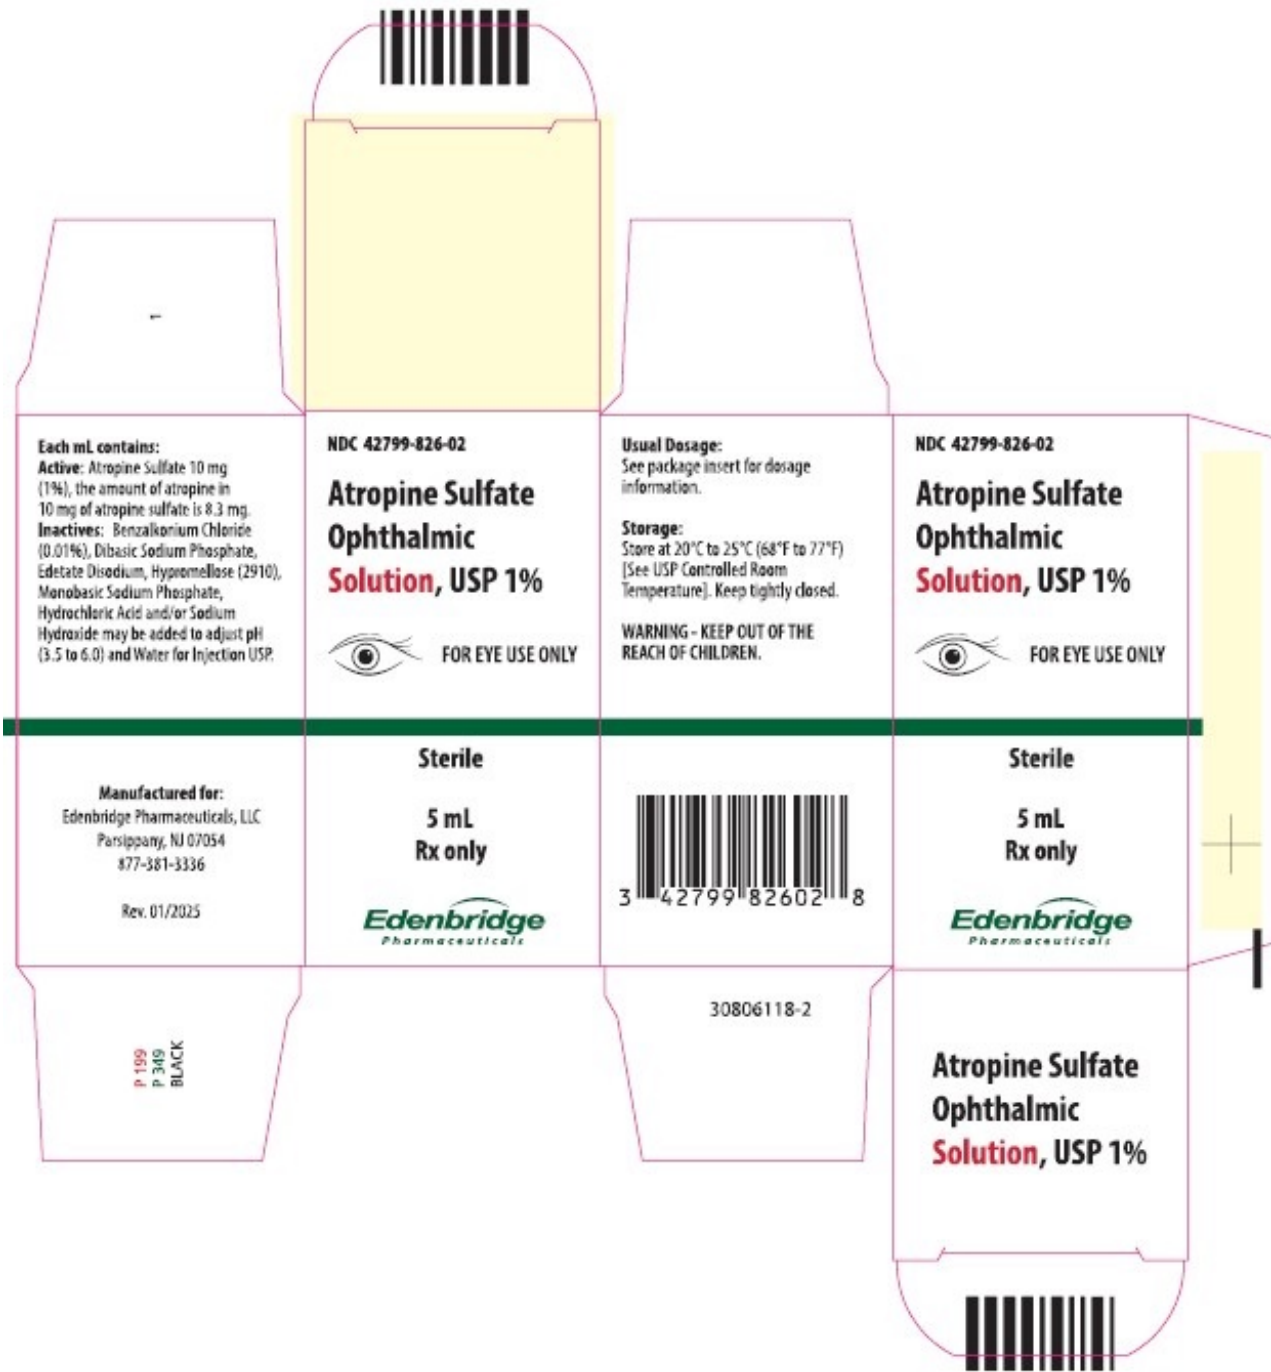 1
Each mL contains:
Active: Atropine Sulfate 10 mg
(1%), the amount of atropine in
10 mg of atropine sulfate is 8.3 mg.
Inactives: Benzalkonium Chloride
(0.01%), Dibasic Sodium Phosphate,
Edetate Disodium, Hypromellose (2910),
Monobasic Sodium Phosphate,
Hydrochloric Acid and/or Sodium
Hydroxide may be added to adjust pH
(3.5 to 6.0) and Water for Injection USP.
Manufactured for:
Edenbridge Pharmaceuticals, LLC
Parsippany, NJ 07054
877-381-3336
Rev. 01/2025
P 199
P 349
BLACK
NDC 42799-826-02
Atropine Sulfate
Ophthalmic
Solution, USP 1%
FOR EYE USE ONLY
Sterile
5 mL
Rx only
Edenbridge
Pharmaceuticals
Usual Dosage:
See package insert for dosage
information.
Storage:
Store at 20°C to 25°C (68°F to 77°F)
[See USP Controlled Room
Temperature]. Keep tightly closed.
WARNING - KEEP OUT OF THE
REACH OF CHILDREN.
3 42799 82602 8
30806118-2
NDC 42799-826-02
Atropine Sulfate
Ophthalmic
Solution, USP 1%
FOR EYE USE ONLY
Sterile
5 mL
Rx only
Edenbridge
Pharmaceuticals
Atropine Sulfate
Ophthalmic
Solution, USP 1%